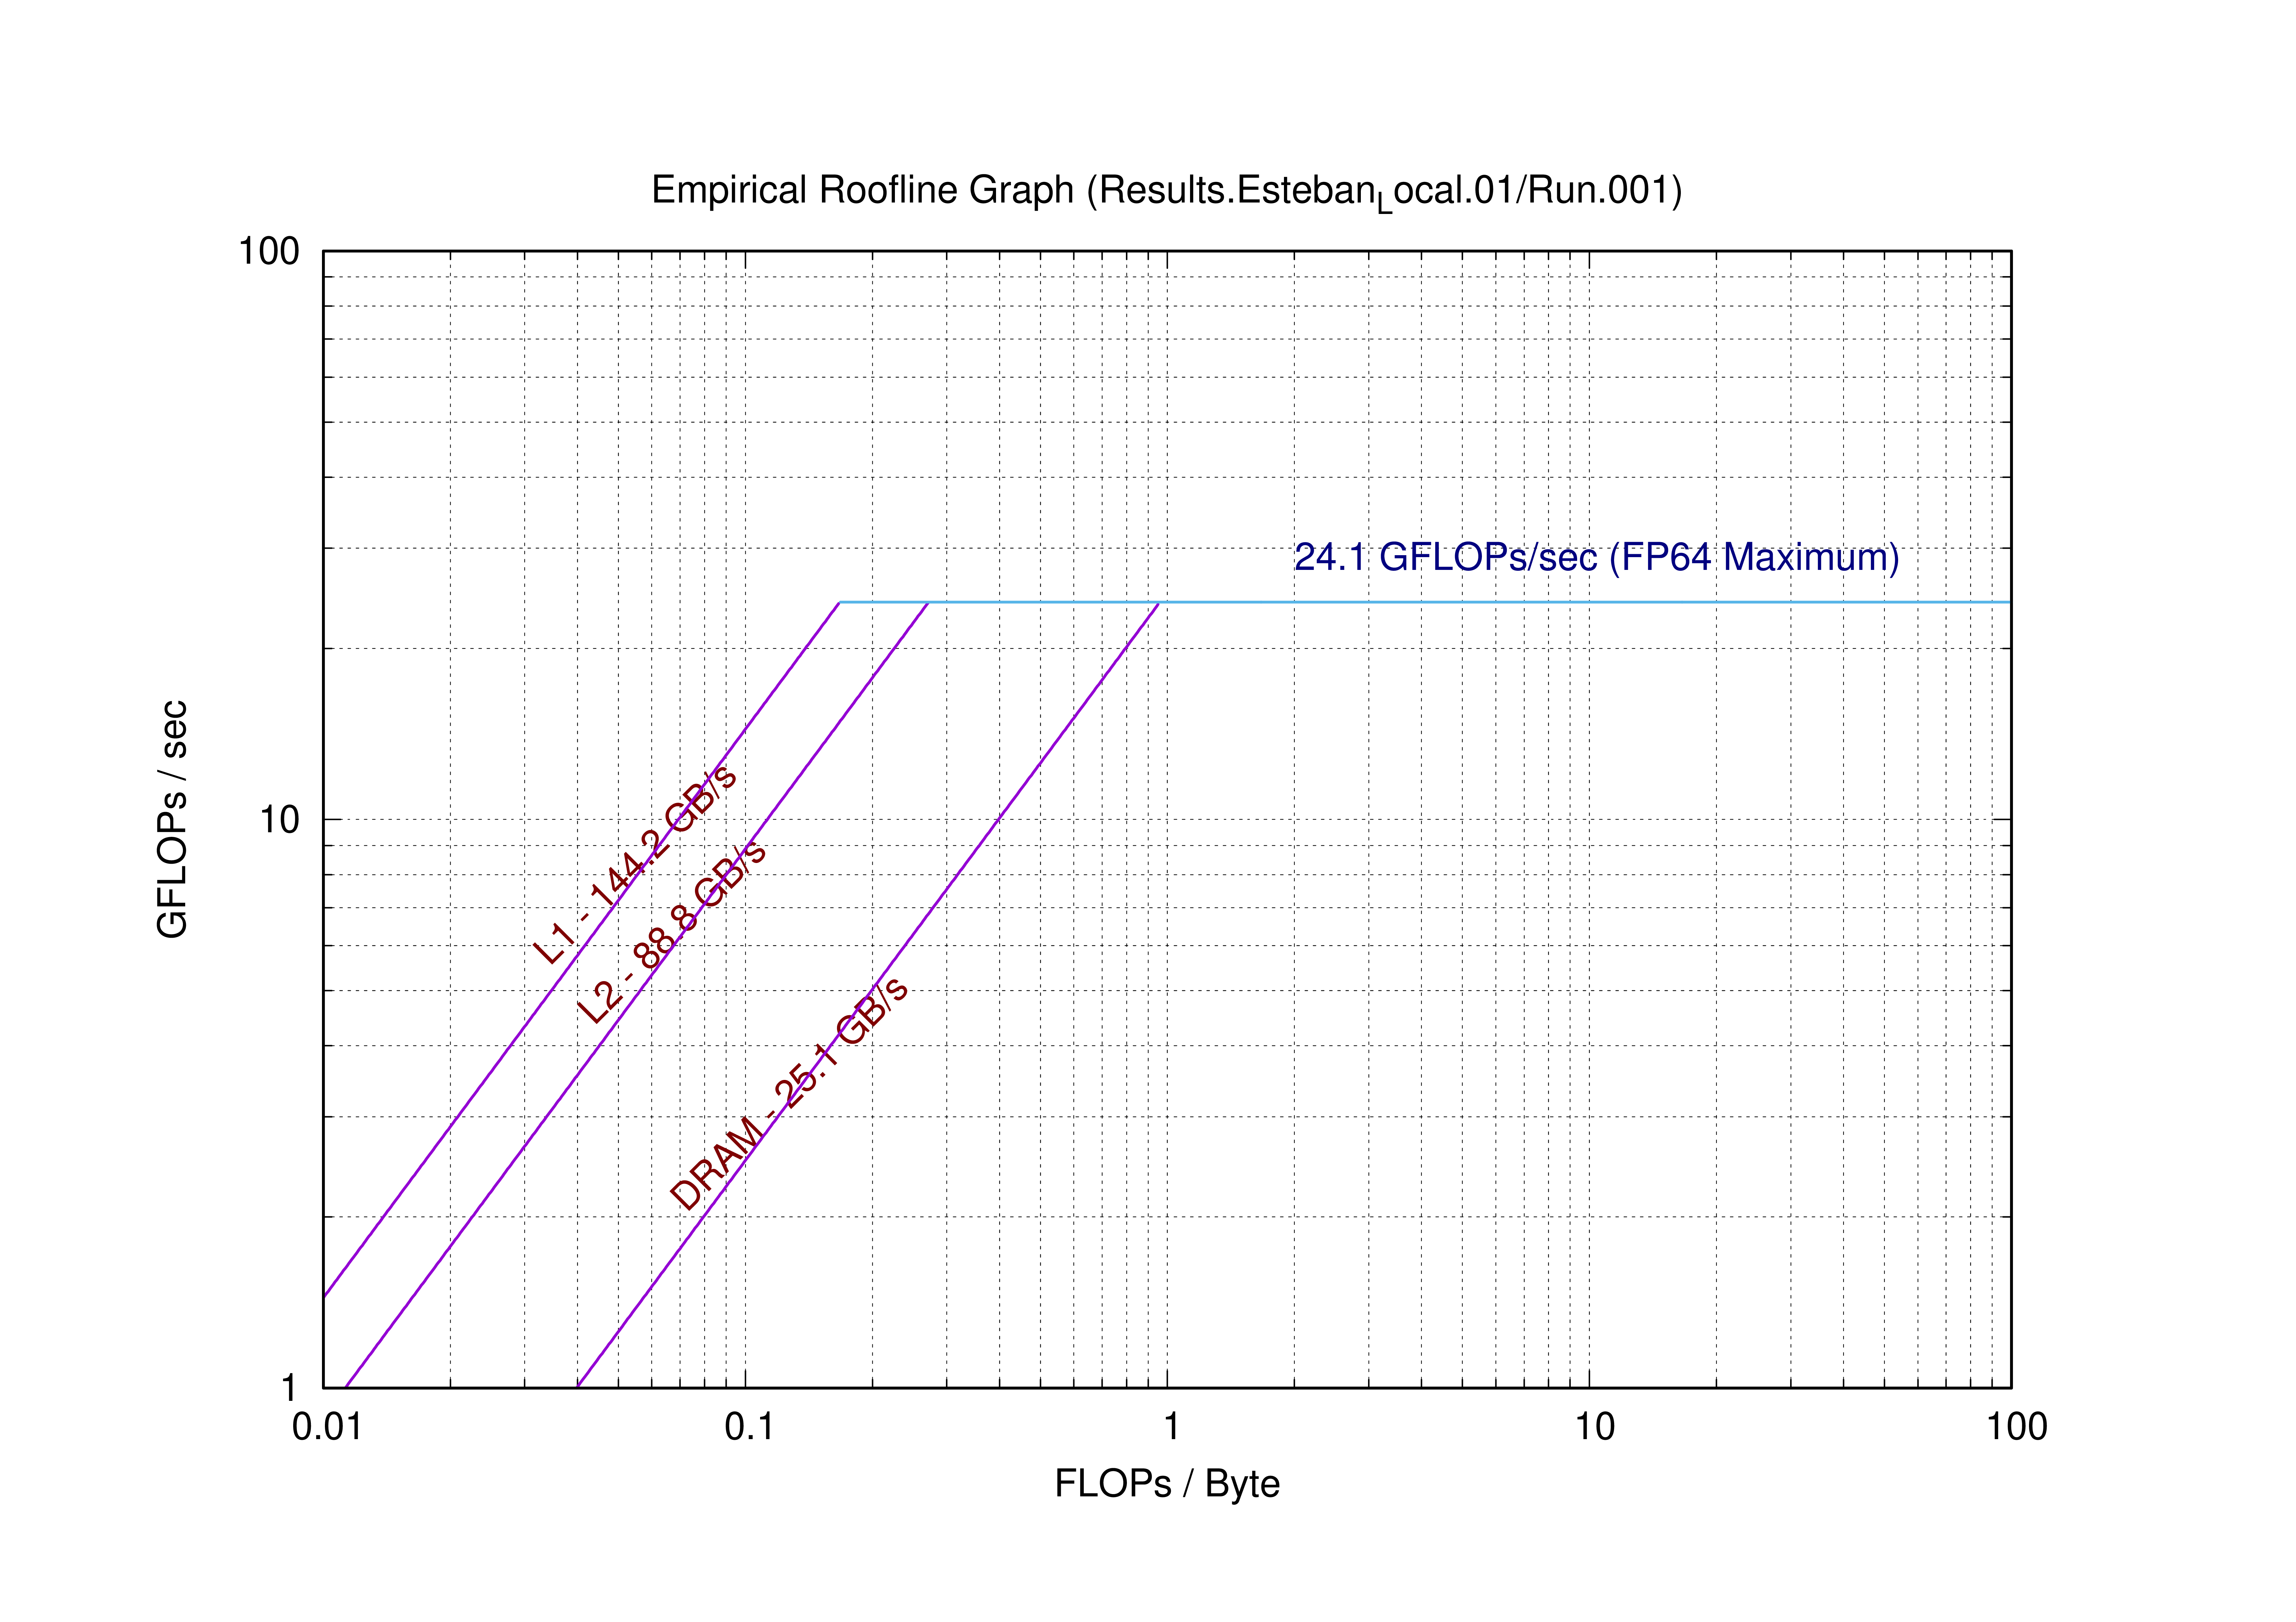 Empirical Roofline Graph (Results.Esteban_Local.01/Run.001)
100
10
1
GFLOPs / sec
24.1 GFLOPs/sec (FP64 Maximum)
L1 - 144.2 GB/s
L2 - 88.8 GB/s
DRAM - 25.1 GB/s
0.01 0.1 1 10 100
FLOPs / Byte